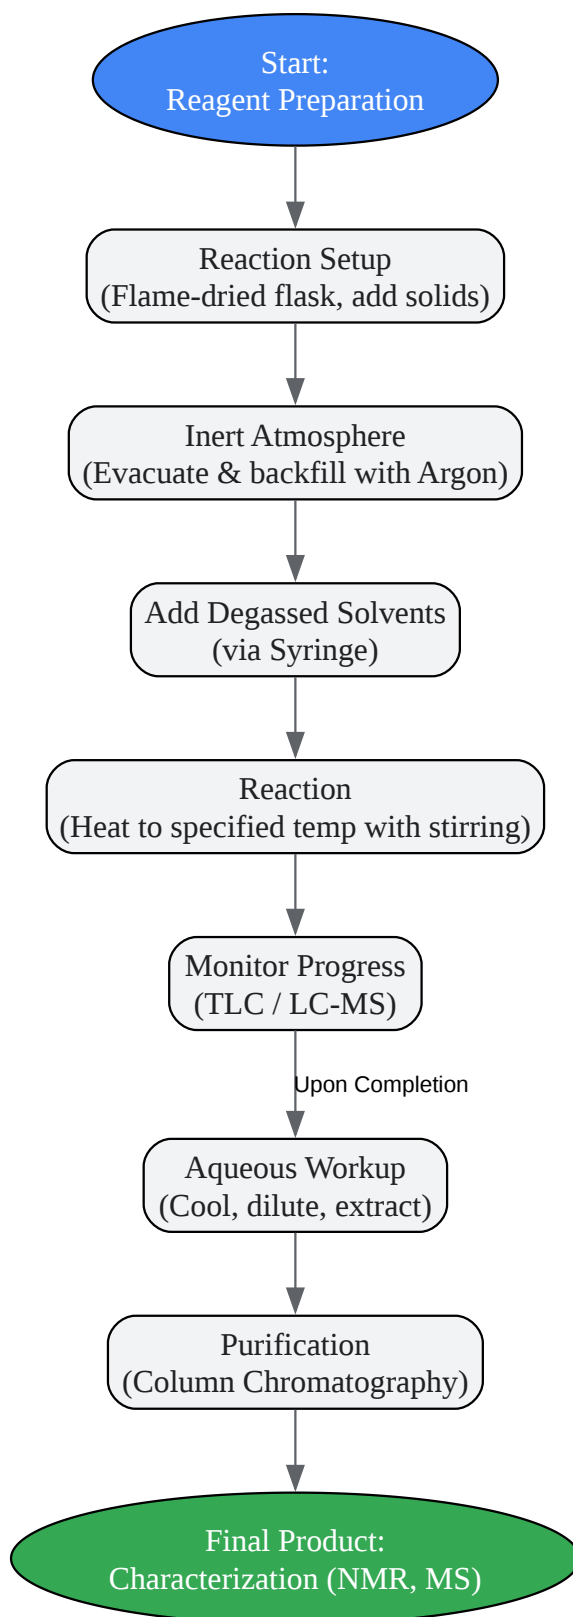 Start:
Reagent Preparation
Reaction Setup
(Flame-dried flask, add solids)
Inert Atmosphere
(Evacuate & backfill with Argon)
Add Degassed Solvents
(via Syringe)
Reaction
(Heat to specified temp with stirring)
Monitor Progress
(TLC / LC-MS)
Upon Completion
Aqueous Workup
(Cool, dilute, extract)
Purification
(Column Chromatography)
Final Product:
Characterization (NMR, MS)